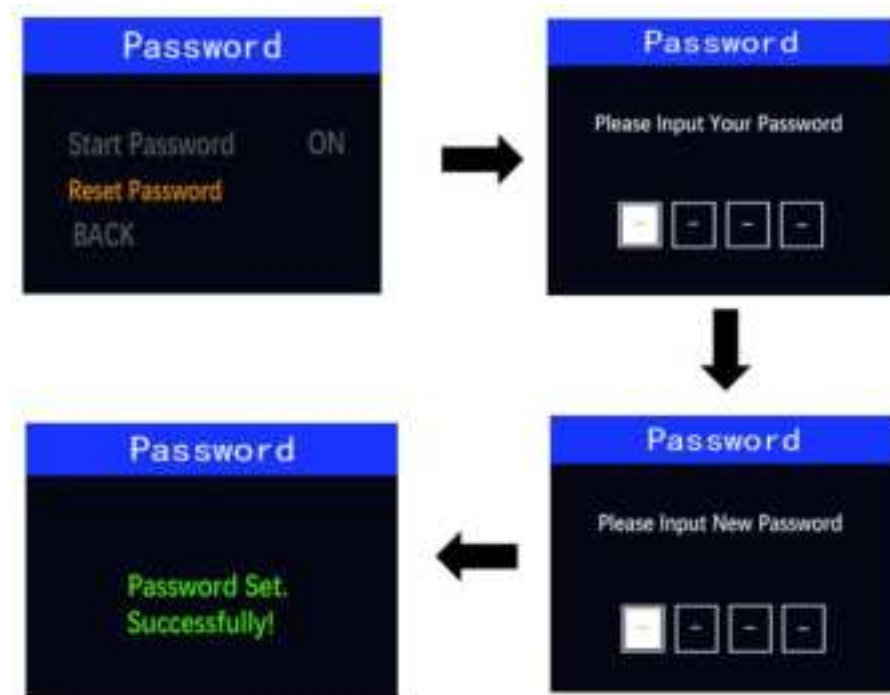 Password
Start Password ON
Reset Password
BACK
Password
Please Input Your Password
- - - -
Password
Please Input New Password
- - - -
Password
Password Set.
Successfully!